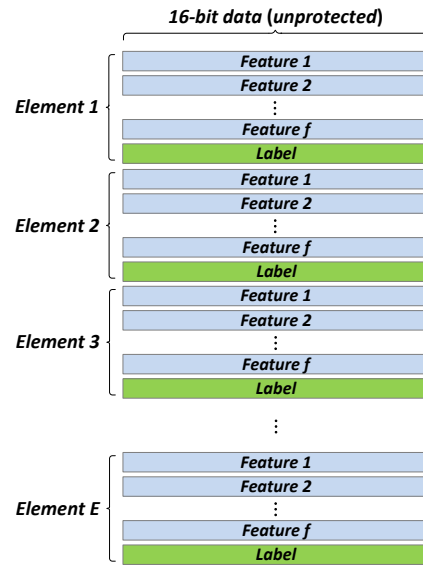 16-bit data (unprotected)
Element 1
Feature 1
Feature 2
⋮
Feature f
Label
Element 2
Feature 1
Feature 2
⋮
Feature f
Label
Element 3
Feature 1
Feature 2
⋮
Feature f
Label
⋮
Element E
Feature 1
Feature 2
⋮
Feature f
Label